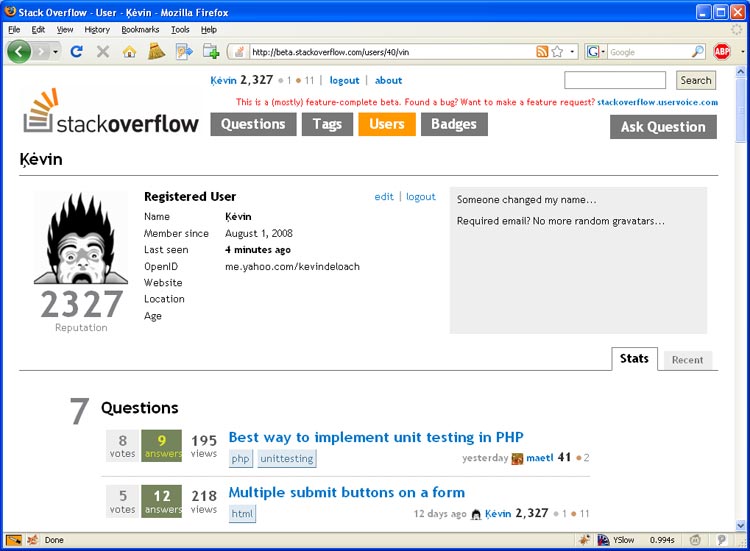 Stack Overflow - User - Ķėvin - Mozilla Firefox
File Edit View History Bookmarks Tools Help
http://beta.stackoverflow.com/users/40/vin
Google
ABP
Ķėvin 2,327 1 11 | logout | about
Search
This is a (mostly) feature-complete beta. Found a bug? Want to make a feature request? stackoverflow.uservoice.com
stackoverflow
Questions Tags Users Badges Ask Question
Ķėvin
Registered User
edit | logout
Name Ķėvin
Member since August 1, 2008
Last seen 4 minutes ago
OpenID me.yahoo.com/kevindeloach
Website
Location
Age
2327
Reputation
Someone changed my name...
Required email? No more random gravatars...
Stats Recent
7 Questions
8 votes 9 answers 195 views
Best way to implement unit testing in PHP
php unittesting
yesterday maetl 41 2
5 votes 12 answers 218 views
Multiple submit buttons on a form
html
12 days ago Ķėvin 2,327 1 11
Done
YSlow 0.994s